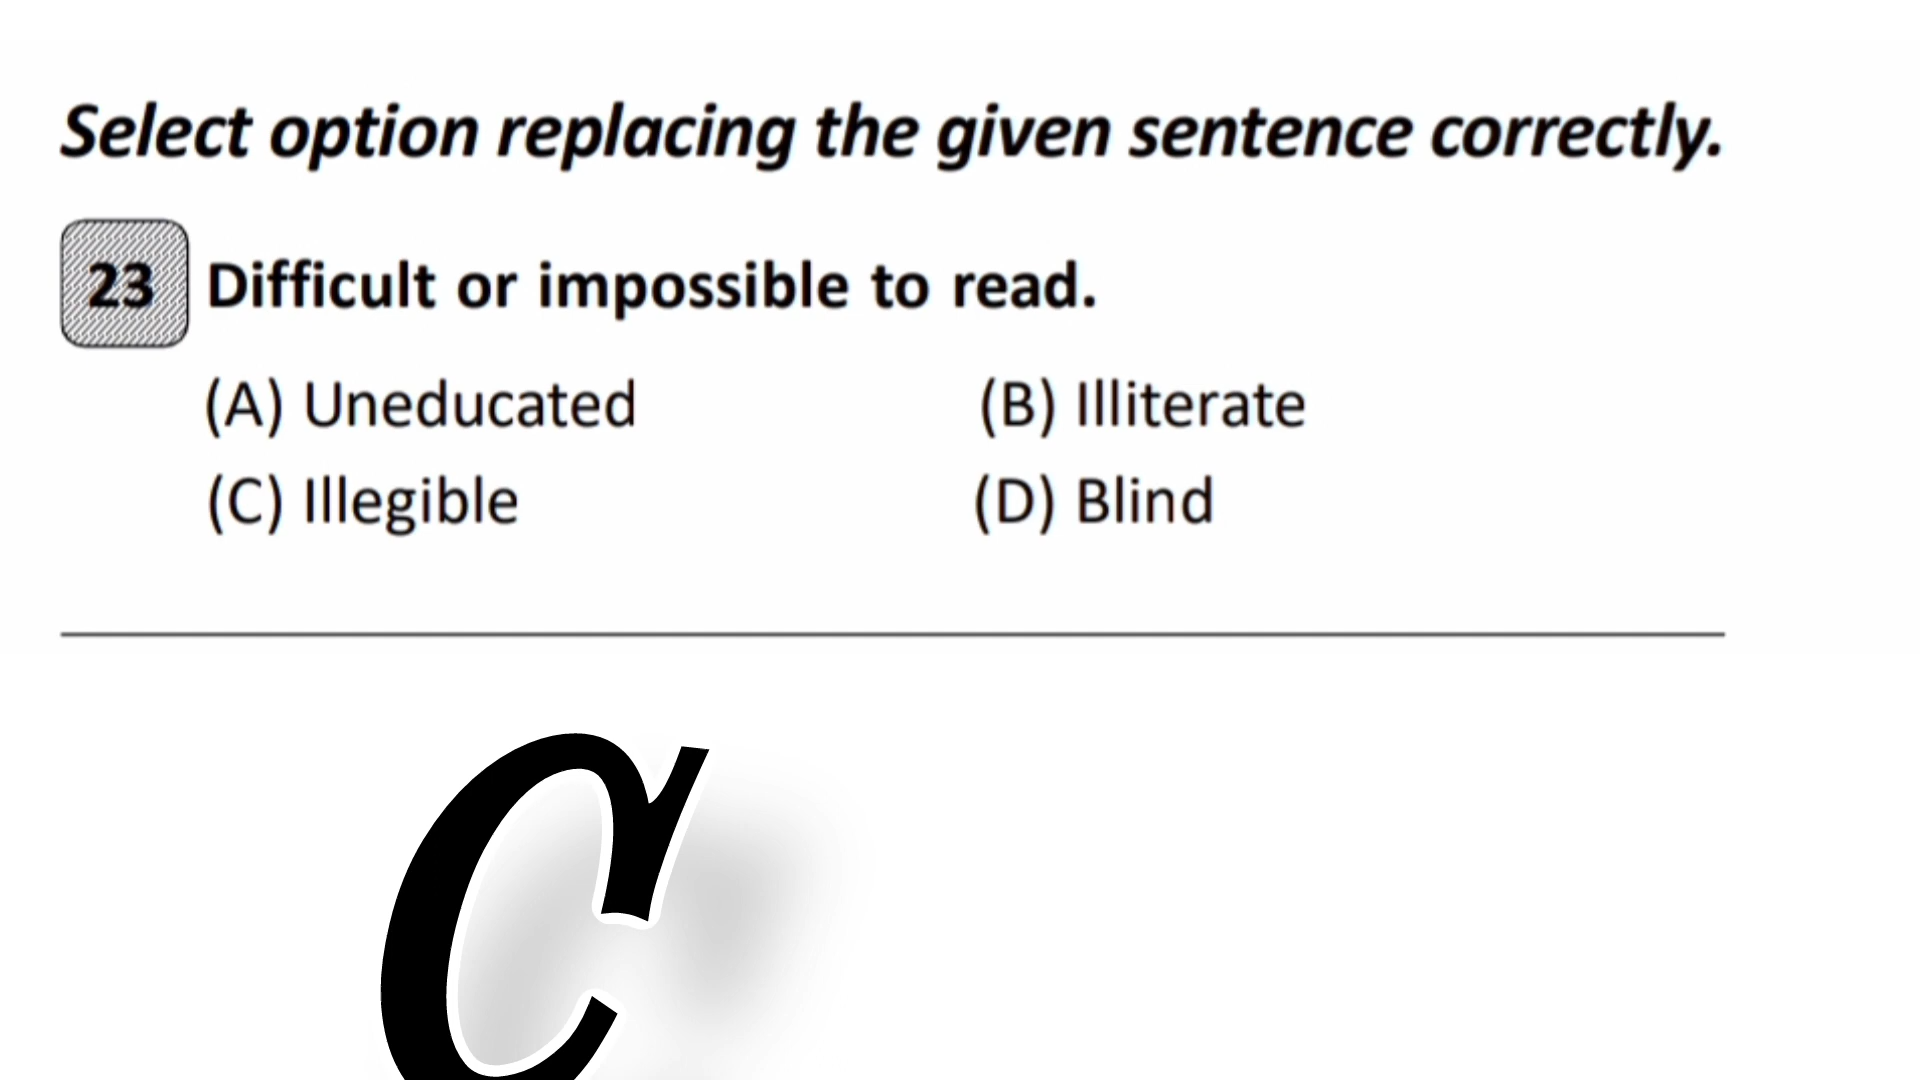 Select option replacing the given sentence correctly.
23 Difficult or impossible to read.
(A) Uneducated (B) Illiterate
(C) Illegible (D) Blind
C